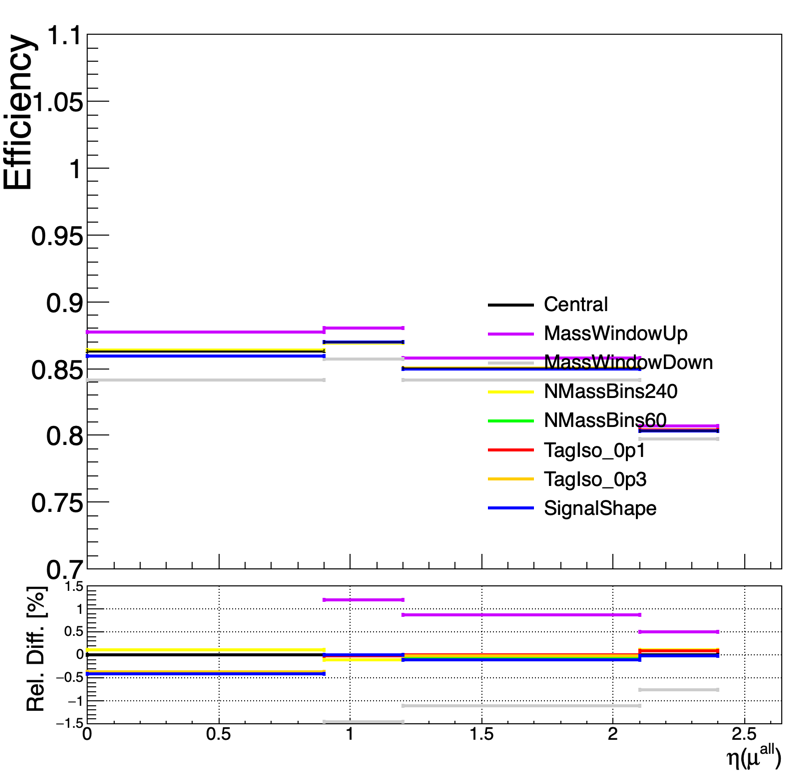 Efficiency
1.1
1.05
1
0.95
0.9
0.85
0.8
0.75
0.7
Central
MassWindowUp
MassWindowDown
NMassBins240
NMassBins60
TagIso_0p1
TagIso_0p3
SignalShape
Rel. Diff. [%]
1.5
1
0.5
0
−0.5
−1
−1.5
0 0.5 1 1.5 2 2.5
η(μ^all)